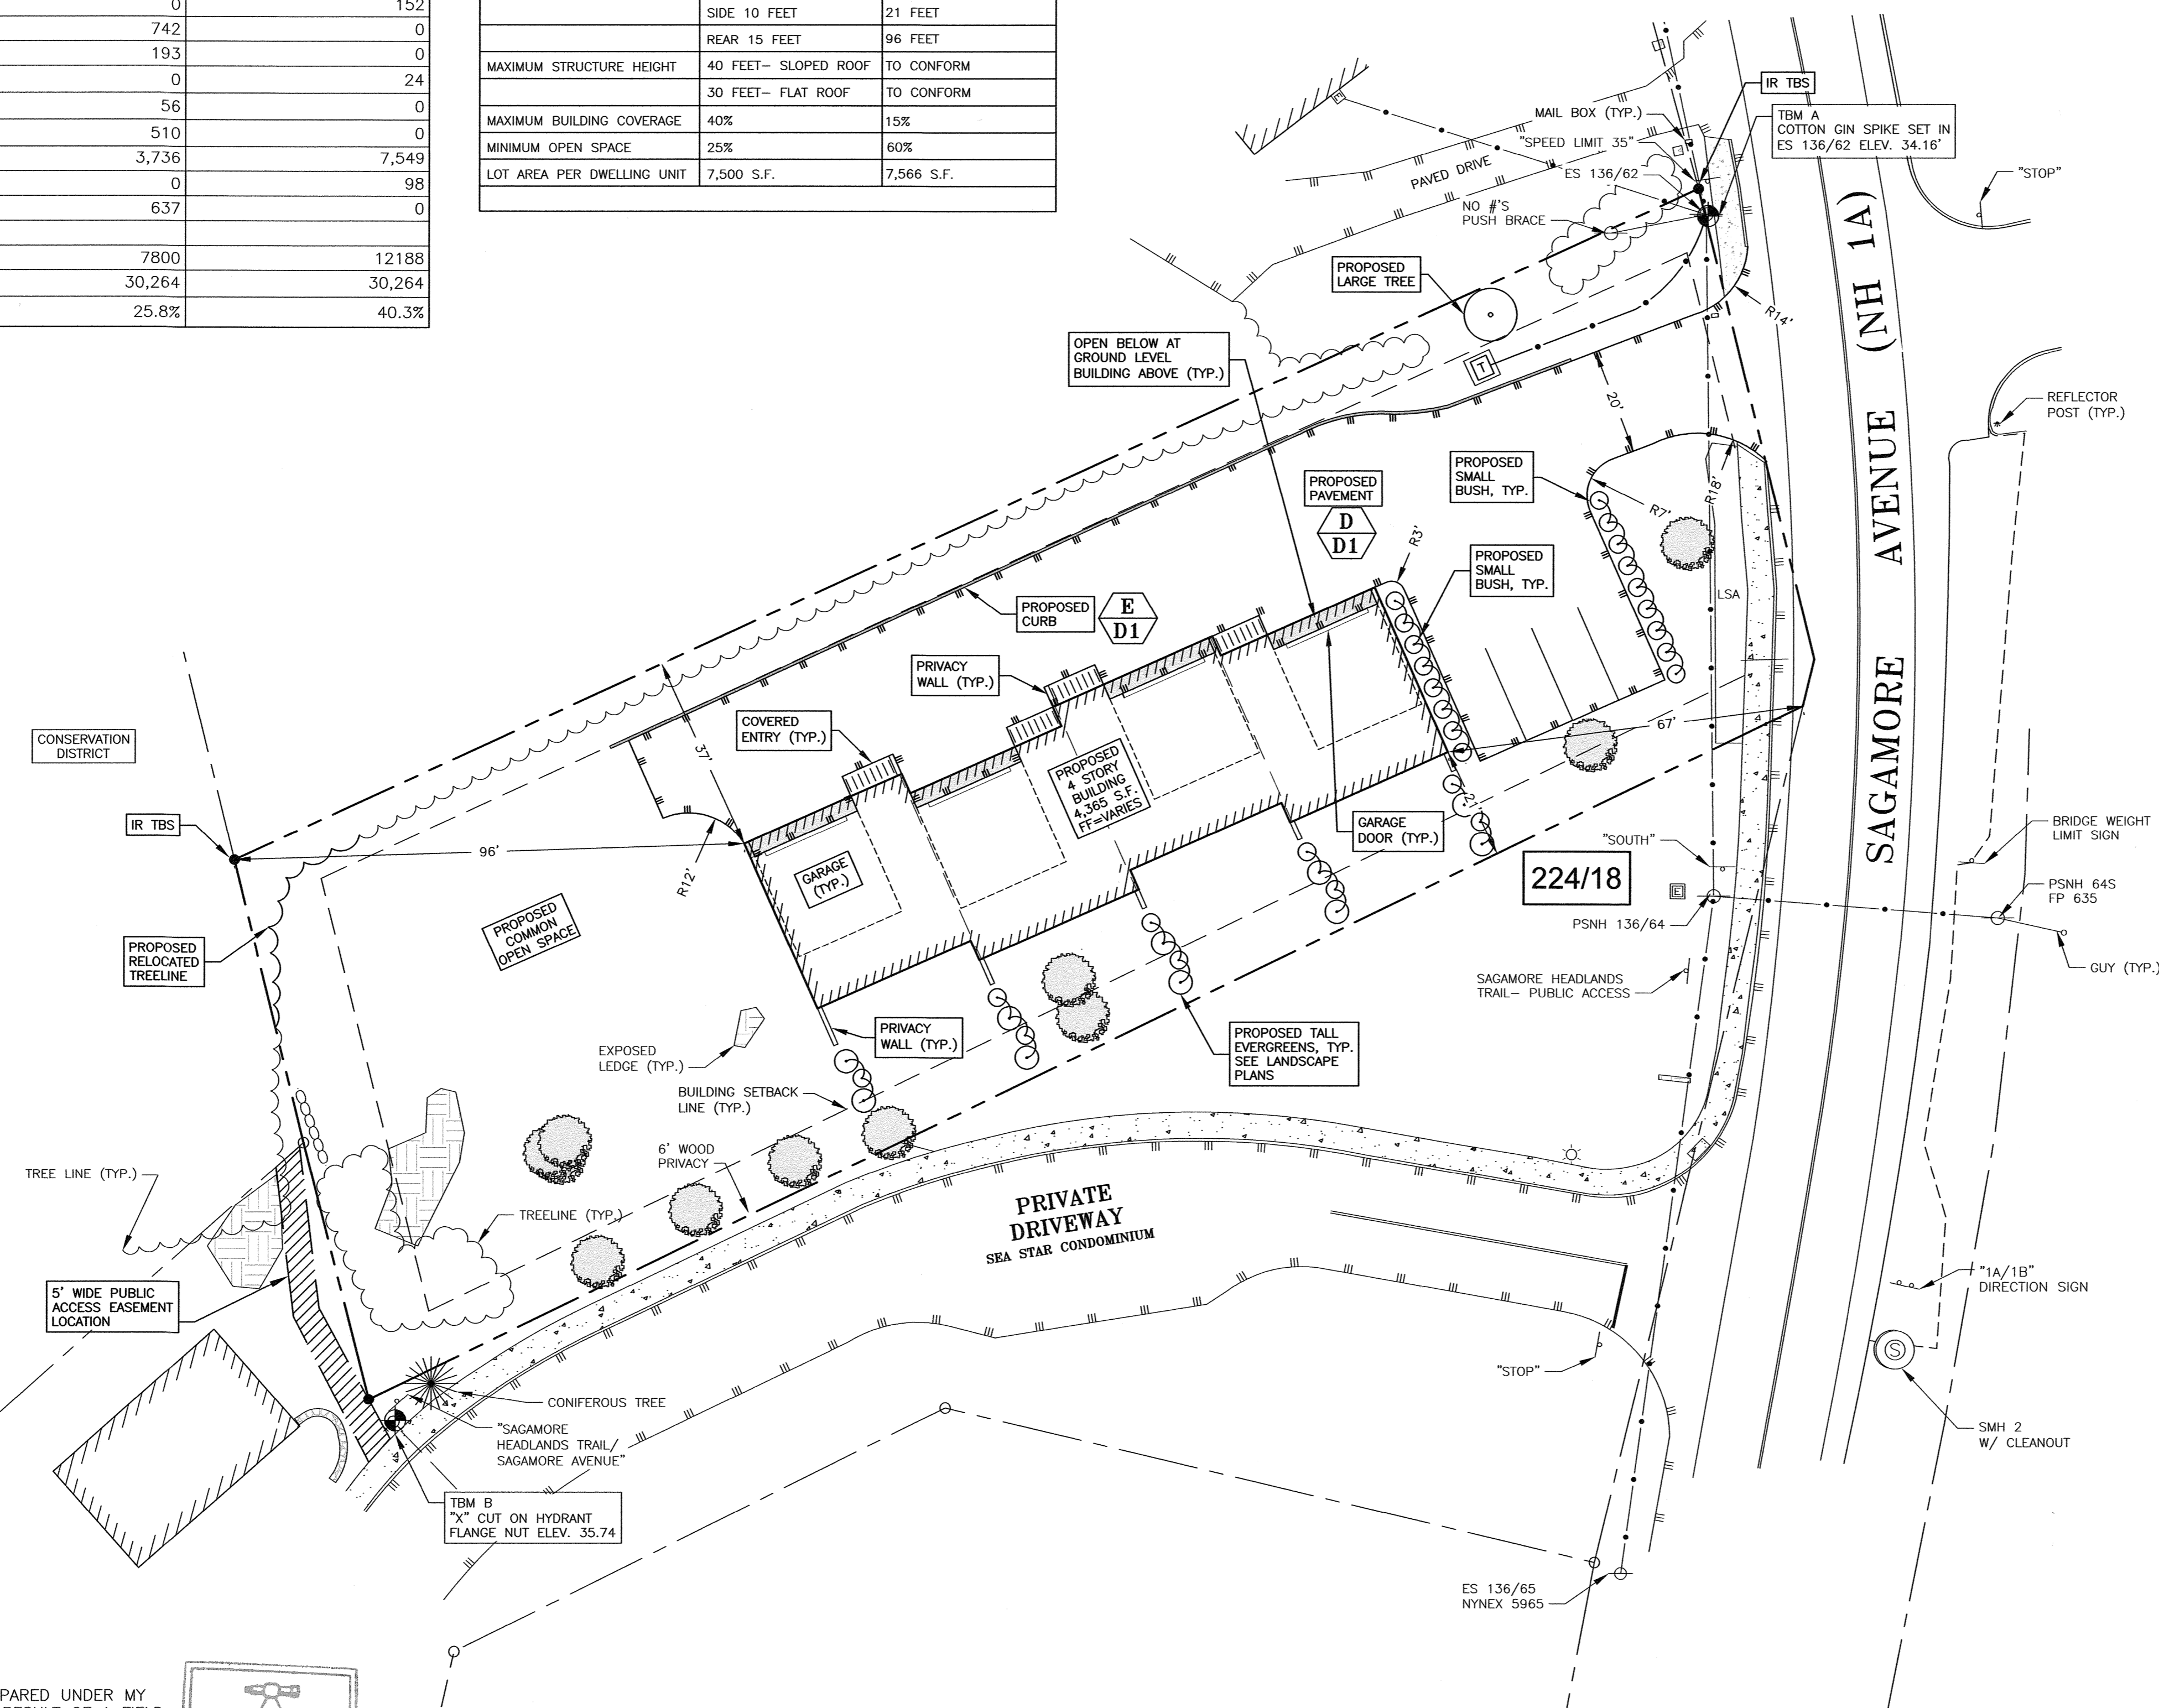 0 152
742 0
193 0
0 24
56 0
510 0
3,736 7,549
0 98
637 0
7800 12188
30,264 30,264
25.8% 40.3%
SIDE 10 FEET 21 FEET
REAR 15 FEET 96 FEET
MAXIMUM STRUCTURE HEIGHT 40 FEET– SLOPED ROOF TO CONFORM
30 FEET– FLAT ROOF TO CONFORM
MAXIMUM BUILDING COVERAGE 40% 15%
MINIMUM OPEN SPACE 25% 60%
LOT AREA PER DWELLING UNIT 7,500 S.F. 7,566 S.F.
IR TBS
MAIL BOX (TYP.)
TBM A
COTTON GIN SPIKE SET IN
ES 136/62 ELEV. 34.16'
"SPEED LIMIT 35"
E
PAVED DRIVE
ES 136/62
"STOP"
NO #'S
PUSH BRACE
PROPOSED
LARGE TREE
R14'
SAGAMORE AVENUE (NH 1A)
OPEN BELOW AT
GROUND LEVEL
BUILDING ABOVE (TYP.)
T
20'
REFLECTOR
POST (TYP.)
PROPOSED
SMALL
BUSH, TYP.
PROPOSED
PAVEMENT
D
D1
R18'
R7'
R3'
PROPOSED
SMALL
BUSH, TYP.
LSA
PROPOSED
CURB
E
D1
PRIVACY
WALL (TYP.)
COVERED
ENTRY (TYP.)
37'
67'
CONSERVATION
DISTRICT
PROPOSED
4 STORY
BUILDING
4,365 S.F.
FF=VARIES
IR TBS
96'
R12'
GARAGE
(TYP.)
GARAGE
DOOR (TYP.)
"SOUTH"
BRIDGE WEIGHT
LIMIT SIGN
224/18
E
PSNH 64S
FP 635
PSNH 136/64
PROPOSED
COMMON
OPEN SPACE
PROPOSED
RELOCATED
TREELINE
GUY (TYP.)
SAGAMORE HEADLANDS
TRAIL– PUBLIC ACCESS
EXPOSED
LEDGE (TYP.)
PRIVACY
WALL (TYP.)
PROPOSED TALL
EVERGREENS, TYP.
SEE LANDSCAPE
PLANS
BUILDING SETBACK
LINE (TYP.)
6' WOOD
PRIVACY
TREE LINE (TYP.)
TREELINE (TYP.)
PRIVATE
DRIVEWAY
SEA STAR CONDOMINIUM
"1A/1B"
DIRECTION SIGN
5' WIDE PUBLIC
ACCESS EASEMENT
LOCATION
S
"STOP"
CONIFEROUS TREE
"SAGAMORE
HEADLANDS TRAIL/
SAGAMORE AVENUE"
SMH 2
W/ CLEANOUT
TBM B
"X" CUT ON HYDRANT
FLANGE NUT ELEV. 35.74
ES 136/65
NYNEX 5965
PARED UNDER MY